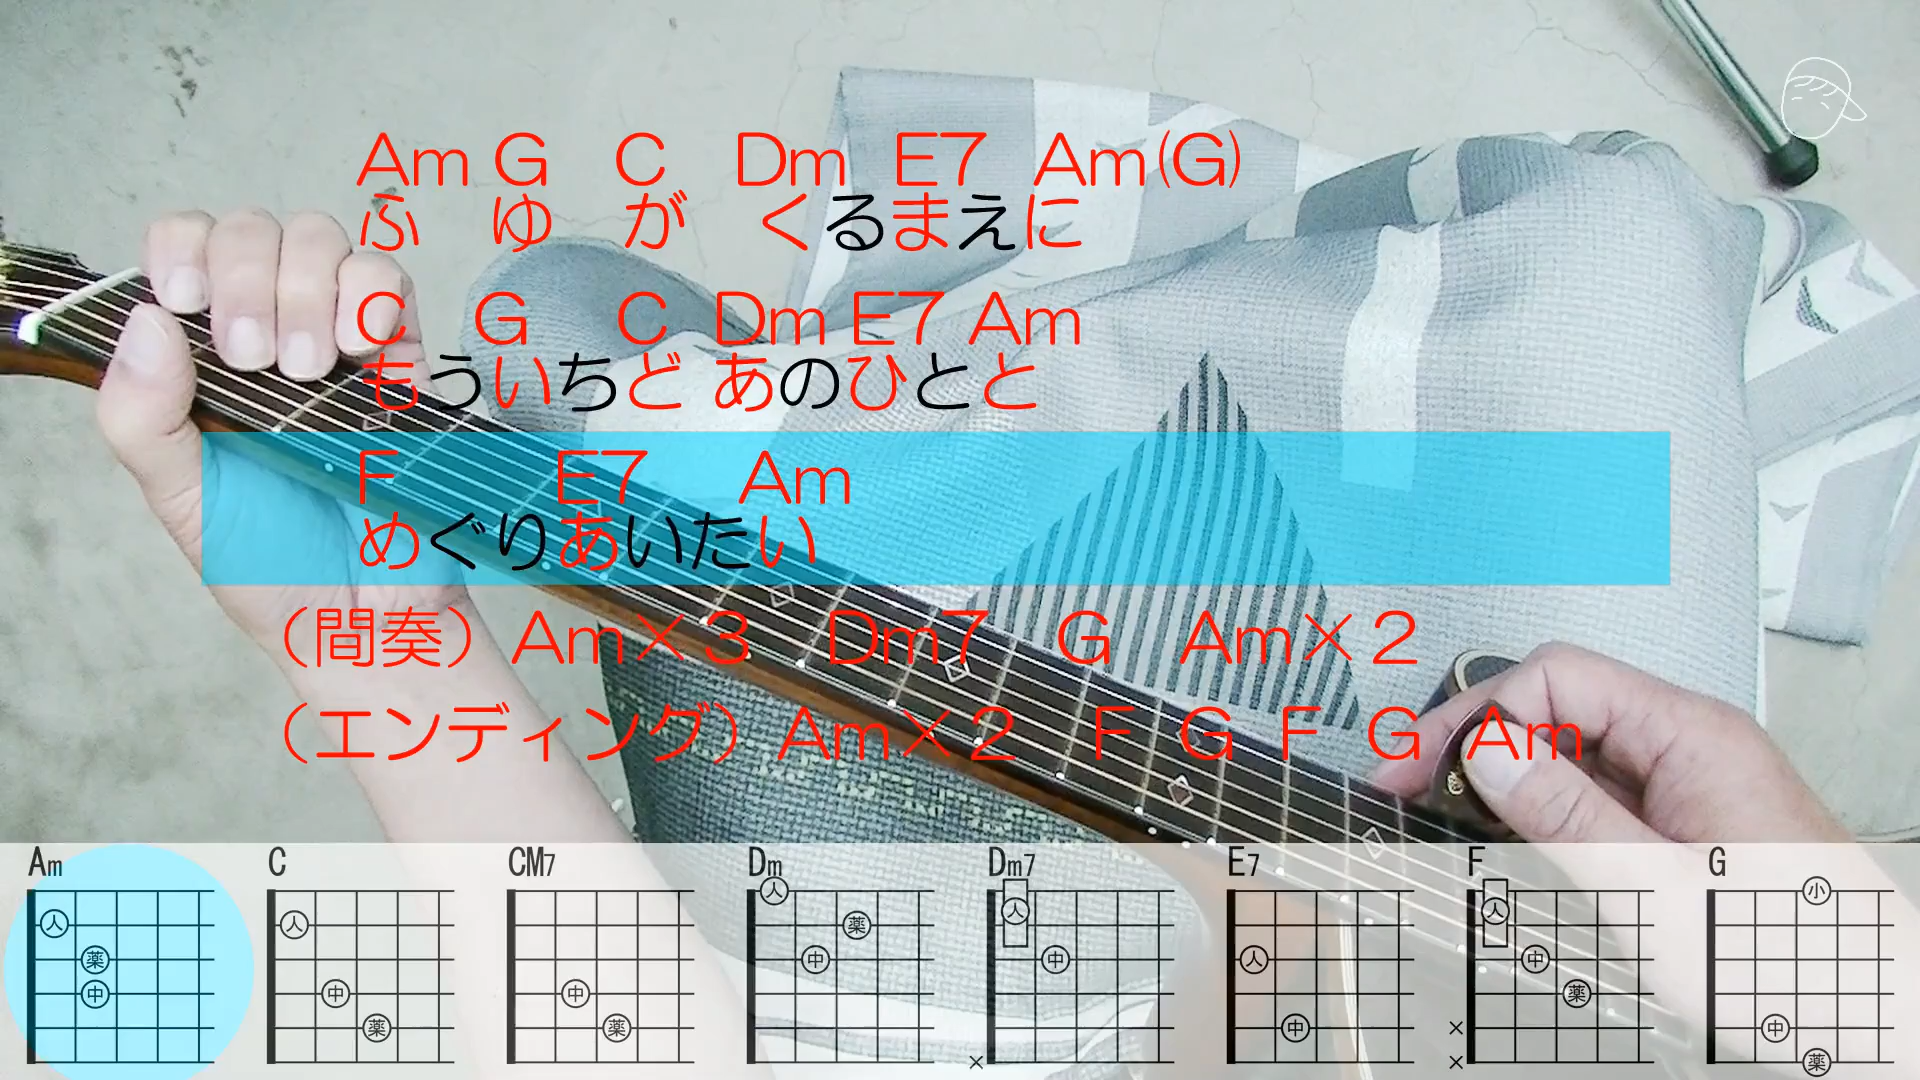 Am G C Dm E7 Am(G)
ふ ゆ が くるまえに
C G C Dm E7 Am
もういちど あのひとと
F E7 Am
めぐりあいたい
（間奏）Am×3 Dm7 G Am×2
（エンディング）Am×2 F G F G Am
Am C CM7 Dm Dm7 E7 F G
人 薬 中
人 中 薬
中 薬
人 薬 中
人 中 ×
人 中
人 中 薬 × ×
小 中 薬